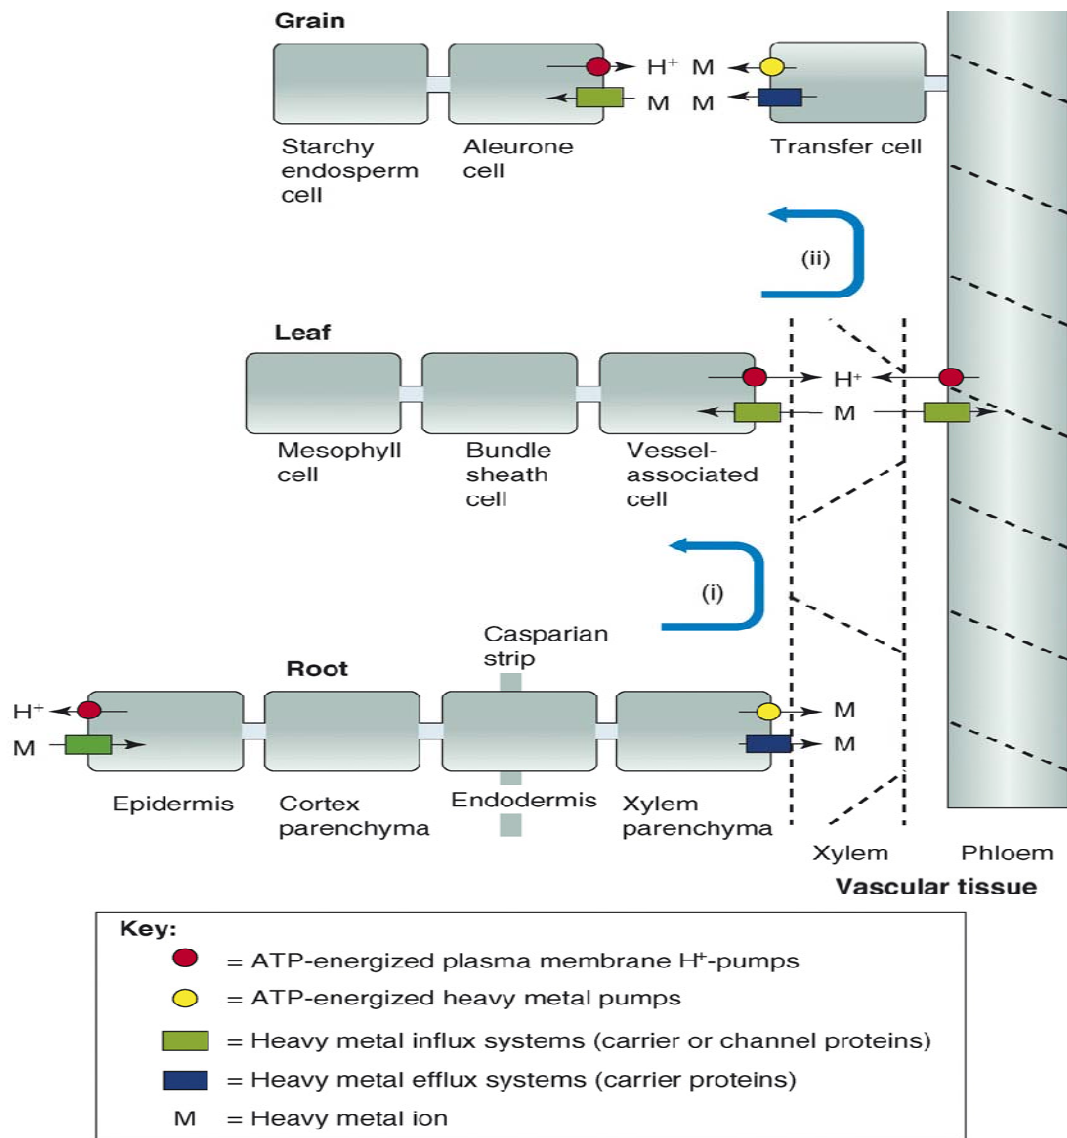 Grain
H⁺ M
M M
Starchy
endosperm
cell
Aleurone
cell
Transfer cell
(ii)
Leaf
H⁺
M
Mesophyll
cell
Bundle
sheath
cell
Vessel-
associated
cell
(i)
Casparian
strip
Root
H⁺
M
M
M
Epidermis
Cortex
parenchyma
Endodermis
Xylem
parenchyma
Xylem
Phloem
Vascular tissue
Key:
= ATP-energized plasma membrane H⁺-pumps
= ATP-energized heavy metal pumps
= Heavy metal influx systems (carrier or channel proteins)
= Heavy metal efflux systems (carrier proteins)
M = Heavy metal ion